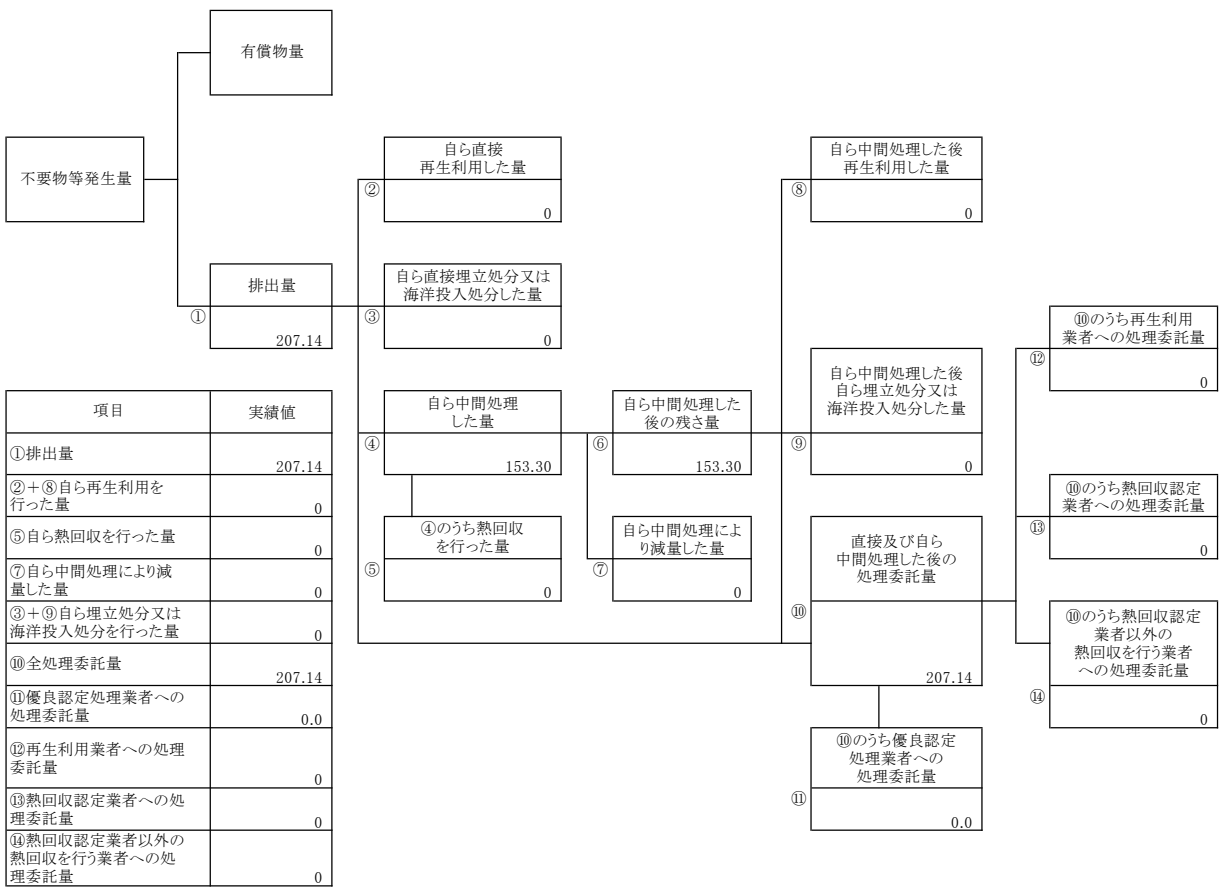 有償物量
不要物等発生量
自ら直接
再生利用した量
②
0
自ら中間処理した後
再生利用した量
⑧
0
排出量
①
207.14
自ら直接埋立処分又は
海洋投入処分した量
③
0
⑩のうち再生利用
業者への処理委託量
⑫
0
自ら中間処理した後
自ら埋立処分又は
海洋投入処分した量
⑨
0
自ら中間処理
した量
④
153.30
自ら中間処理した
後の残さ量
⑥
153.30
④のうち熱回収
を行った量
⑤
0
自ら中間処理によ
り減量した量
⑦
0
直接及び自ら
中間処理した後の
処理委託量
⑩
207.14
⑩のうち熱回収認定
業者への処理委託量
⑬
0
⑩のうち熱回収認定
業者以外の
熱回収を行う業者
への処理委託量
⑭
0
⑩のうち優良認定
処理業者への
処理委託量
⑪
0.0
項目 実績値
①排出量
207.14
②+⑧自ら再生利用を
行った量 0
⑤自ら熱回収を行った量
0
⑦自ら中間処理により減
量した量 0
③+⑨自ら埋立処分又は
海洋投入処分を行った量 0
⑩全処理委託量
207.14
⑪優良認定処理業者への
処理委託量 0.0
⑫再生利用業者への処理
委託量
0
⑬熱回収認定業者への処
理委託量 0
⑭熱回収認定業者以外の
熱回収を行う業者への処
理委託量 0